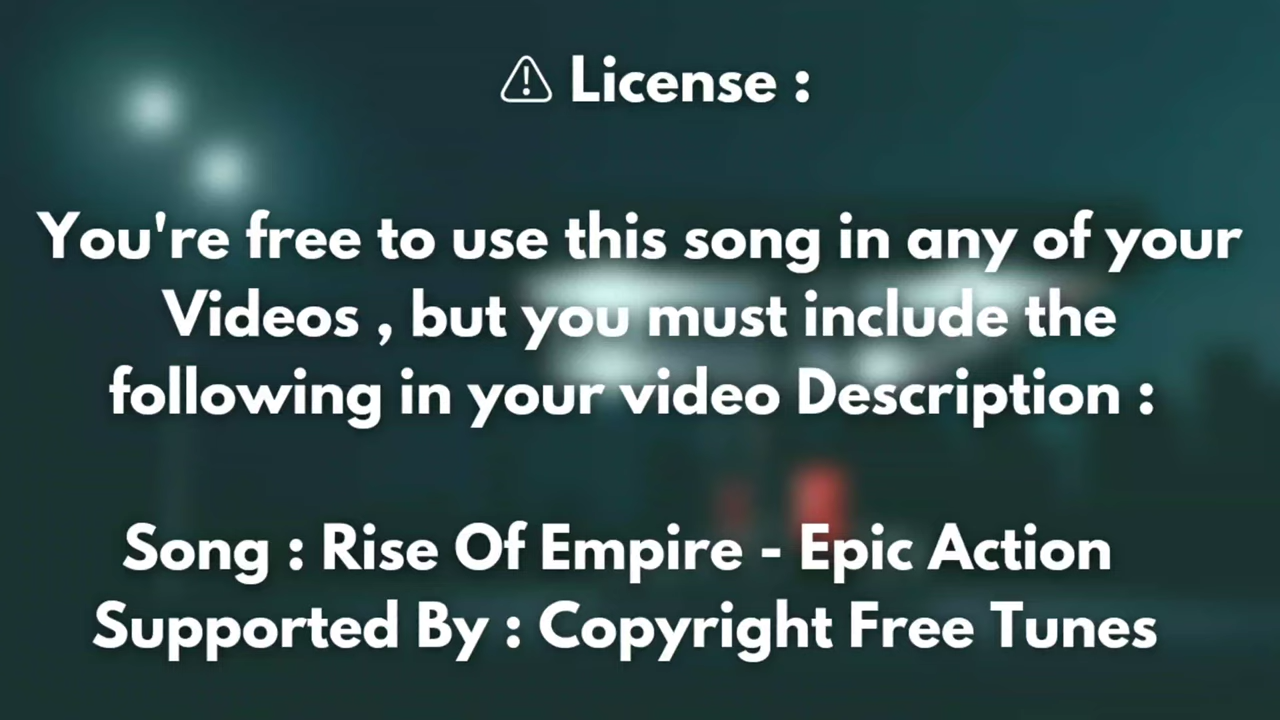 ⚠ License :
You're free to use this song in any of your
Videos , but you must include the
following in your video Description :
Song : Rise Of Empire - Epic Action
Supported By : Copyright Free Tunes